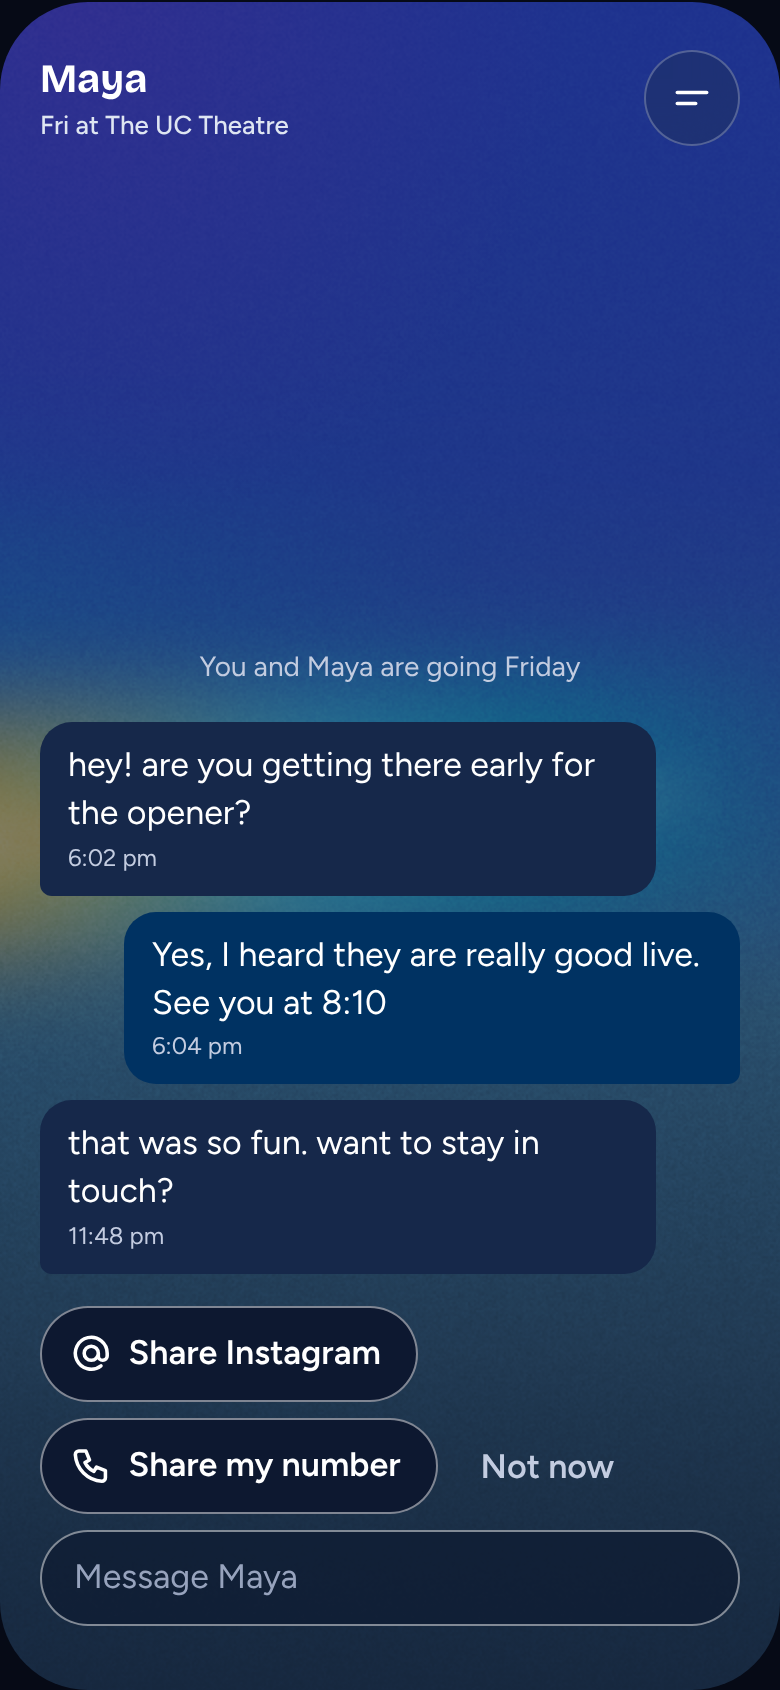 Maya
Fri at The UC Theatre
You and Maya are going Friday
hey! are you getting there early for
the opener?
6:02 pm
Yes, I heard they are really good live.
See you at 8:10
6:04 pm
that was so fun. want to stay in
touch?
11:48 pm
Share Instagram
Share my number
Not now
Message Maya